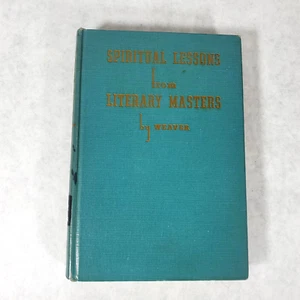 SPIRITUAL LESSONS
from
LITERARY MASTERS
by WEAVER